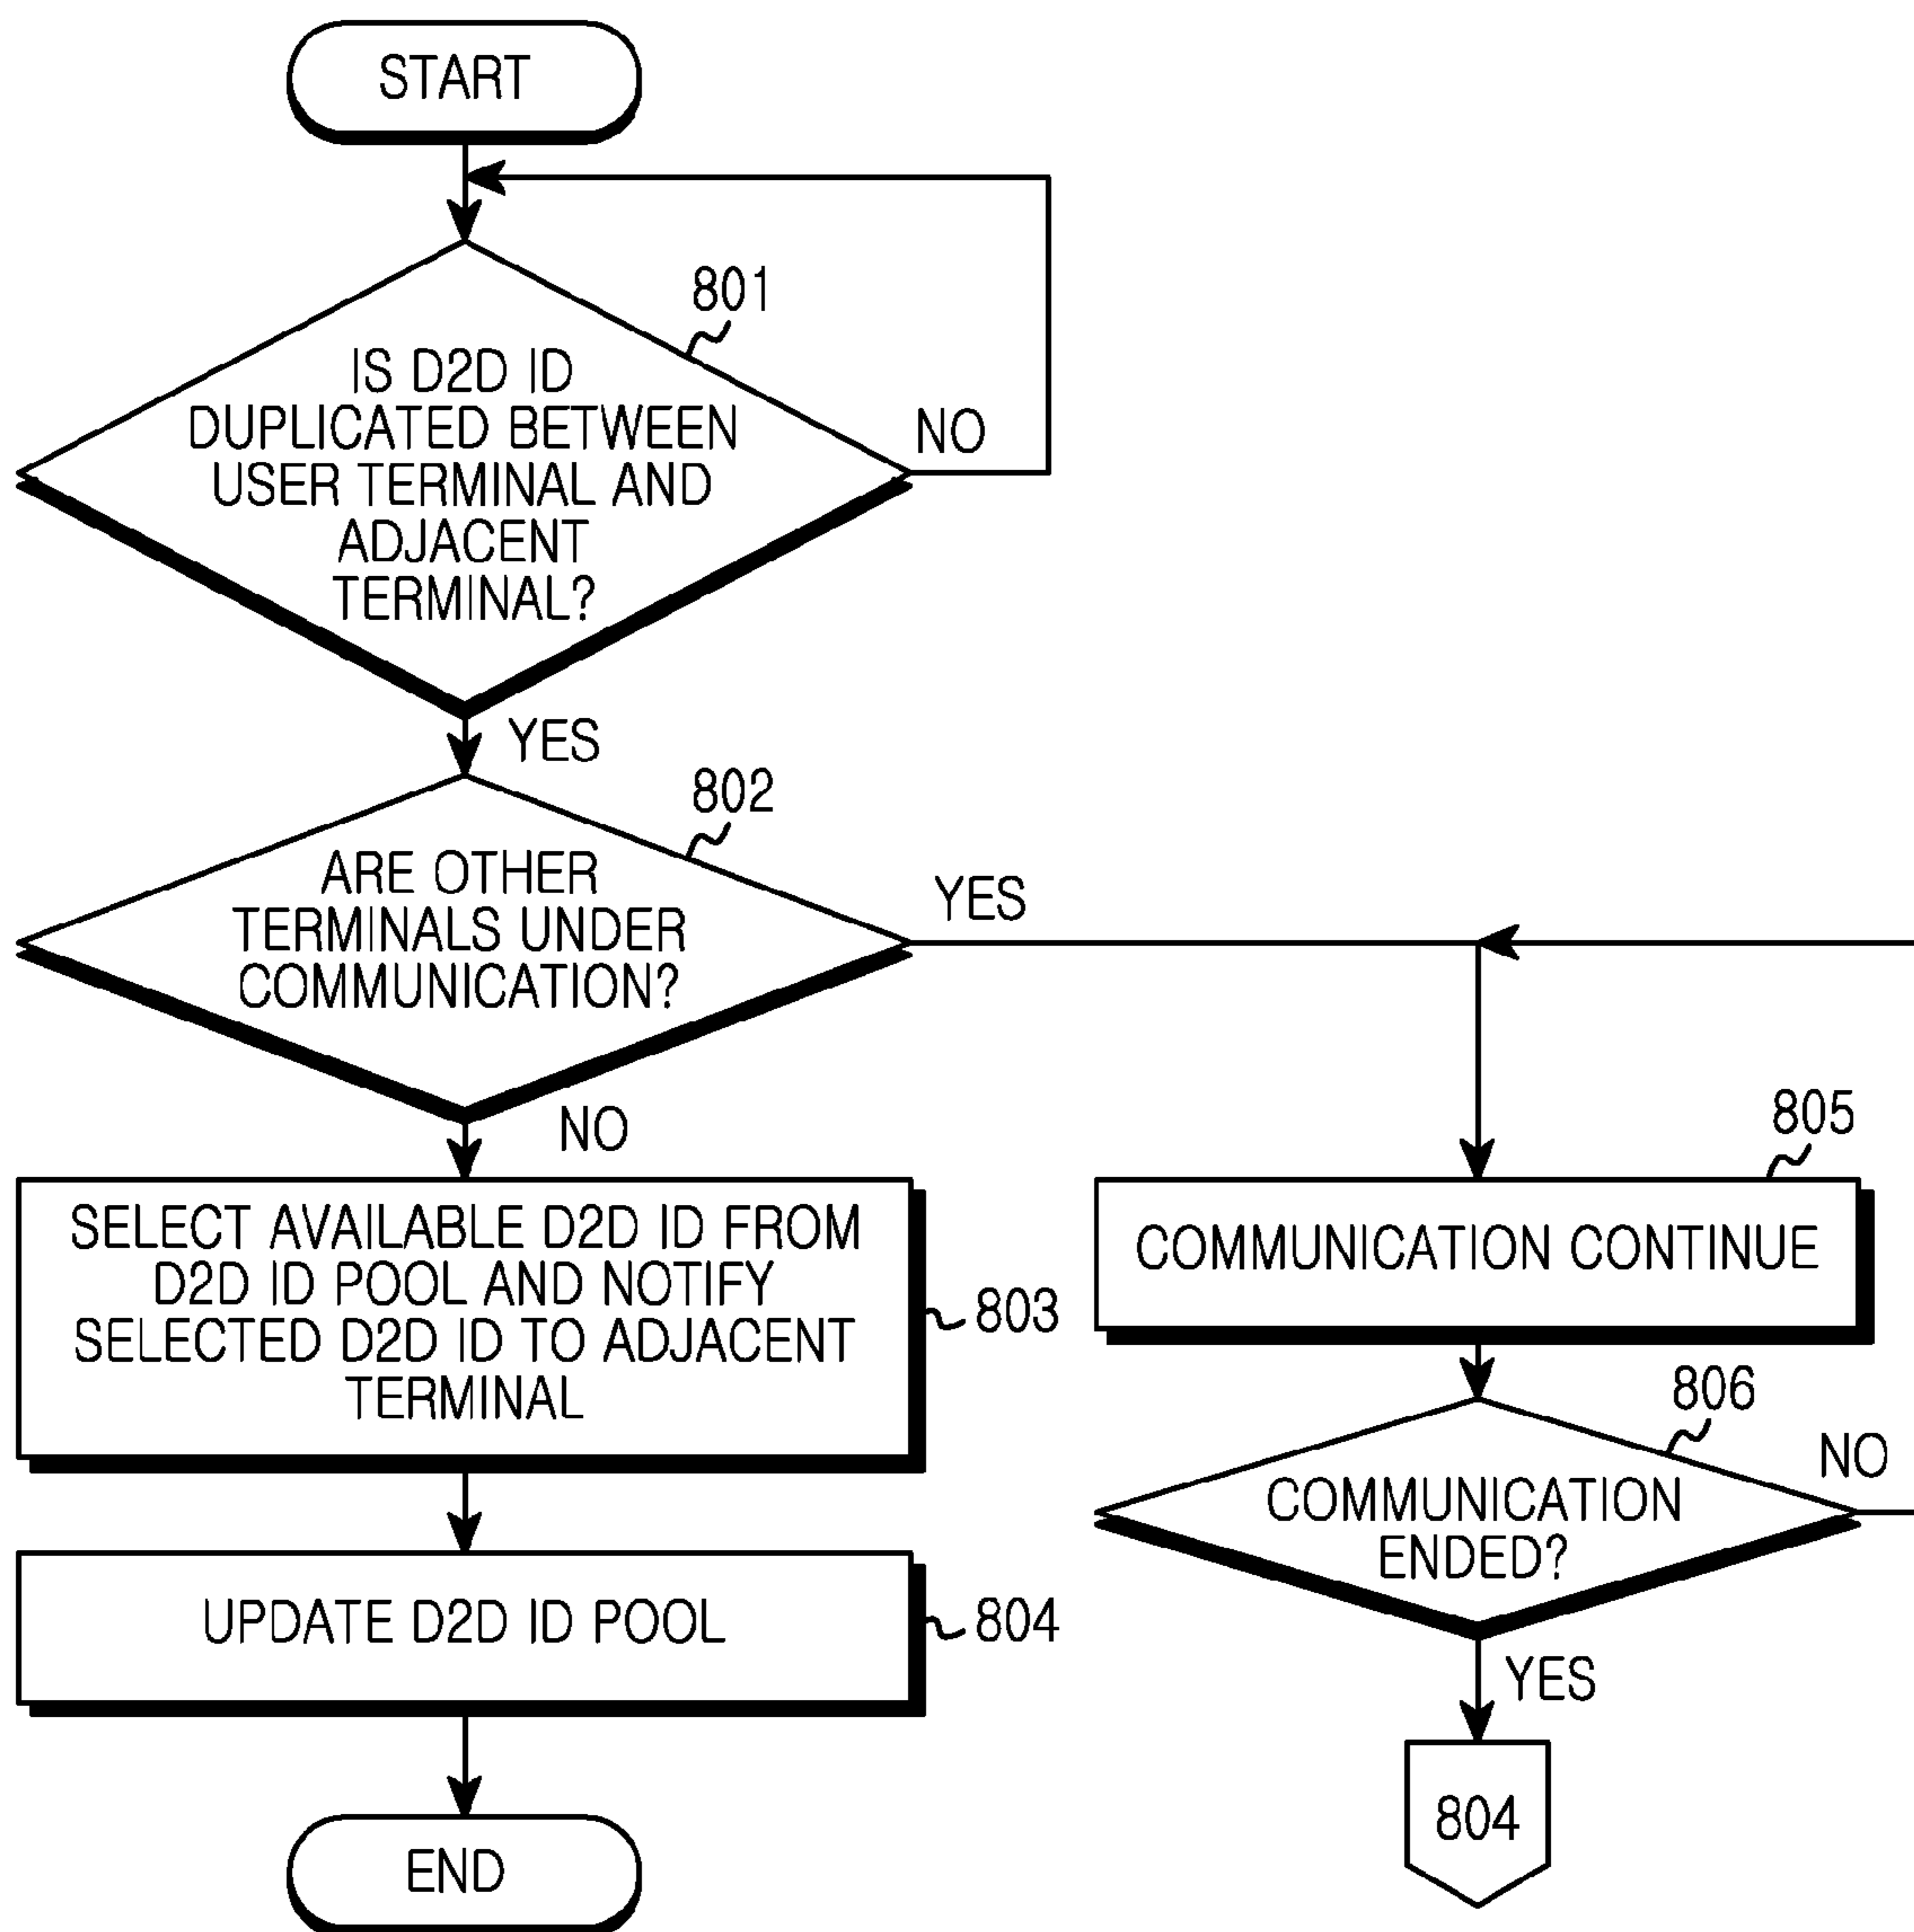 START
801
IS D2D ID
DUPLICATED BETWEEN
USER TERMINAL AND
ADJACENT
TERMINAL?
NO
YES
802
ARE OTHER
TERMINALS UNDER
COMMUNICATION?
YES
NO
SELECT AVAILABLE D2D ID FROM
D2D ID POOL AND NOTIFY
SELECTED D2D ID TO ADJACENT
TERMINAL
803
UPDATE D2D ID POOL
804
END
805
COMMUNICATION CONTINUE
806
COMMUNICATION
ENDED?
NO
YES
804